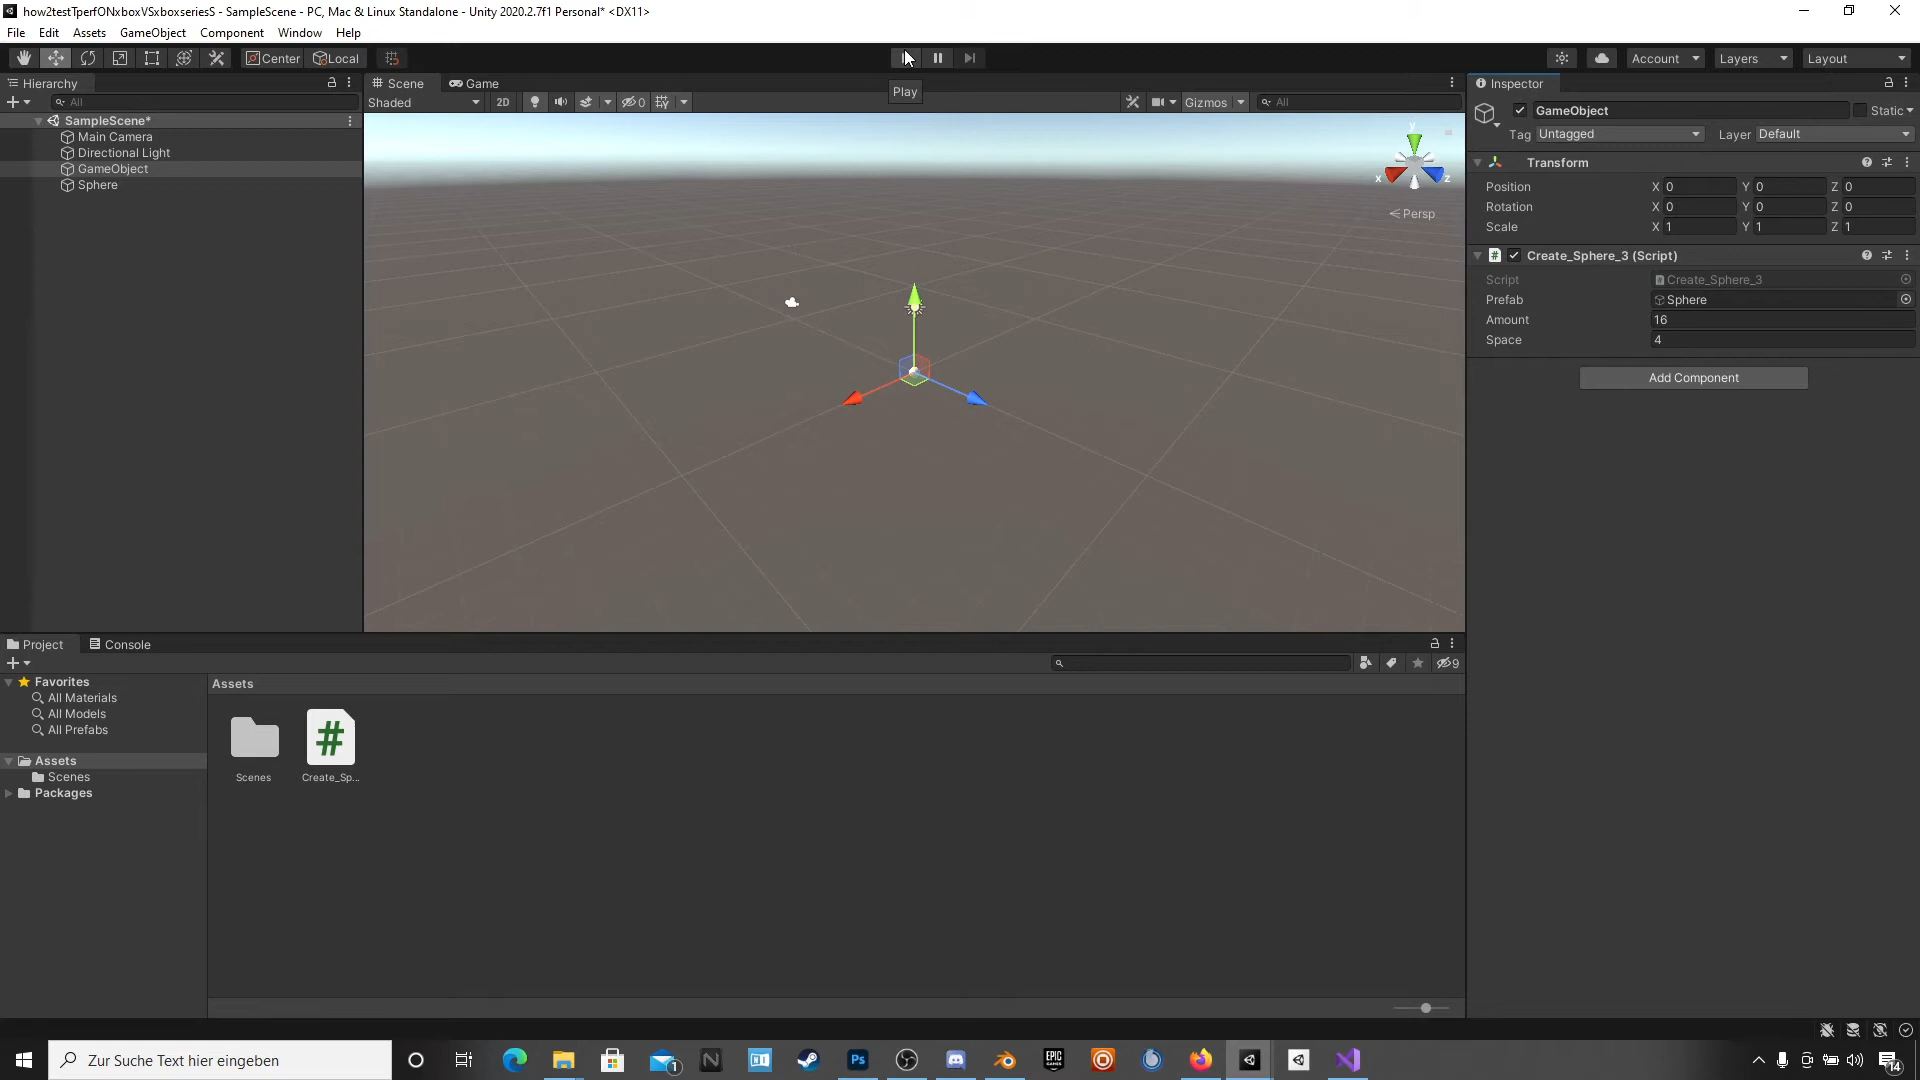 how2testTperfONxboxVSxboxseriesS - SampleScene - PC, Mac & Linux Standalone - Unity 2020.2.7f1 Personal* <DX11>
File Edit Assets GameObject Component Window Help
Center Local Account Layers Layout
Play
Hierarchy
All
SampleScene*
Main Camera
Directional Light
GameObject
Sphere
Scene Game
Shaded 2D 0 Gizmos All
y
x z
Persp
Inspector
GameObject Static
Tag Untagged Layer Default
Transform
Position X 0 Y 0 Z 0
Rotation X 0 Y 0 Z 0
Scale X 1 Y 1 Z 1
# Create_Sphere_3 (Script)
Script Create_Sphere_3
Prefab Sphere
Amount 16
Space 4
Add Component
Project Console
9
Favorites
All Materials
All Models
All Prefabs
Assets
Scenes
Packages
Assets
#
Scenes Create_Sp...
Zur Suche Text hier eingeben
1
N
Ps
EPIC GAMES
14